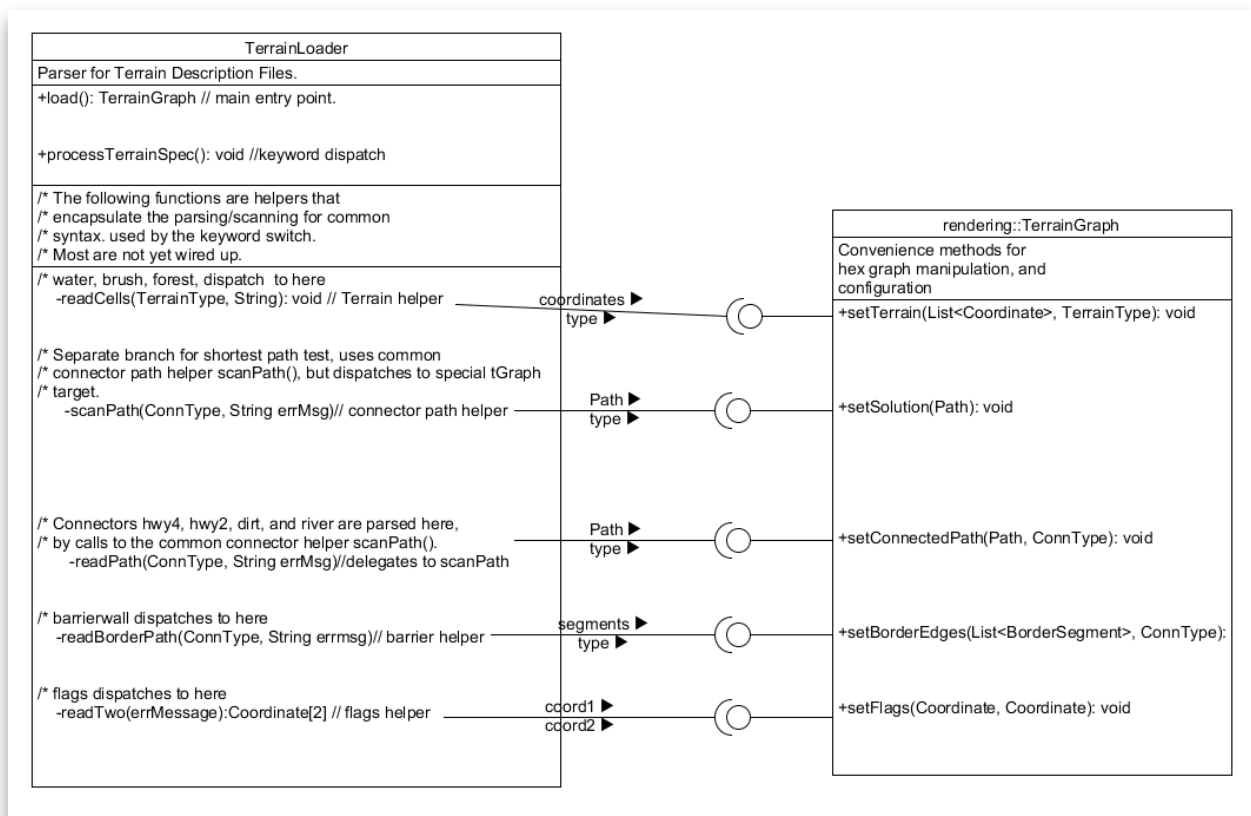 TerrainLoader
Parser for Terrain Description Files.
+load(): TerrainGraph // main entry point.
+processTerrainSpec(): void //keyword dispatch
/* The following functions are helpers that
/* encapsulate the parsing/scanning for common
/* syntax. used by the keyword switch.
/* Most are not yet wired up.
/* water, brush, forest, dispatch  to here
-readCells(TerrainType, String): void // Terrain helper
/* Separate branch for shortest path test, uses common
/* connector path helper scanPath(), but dispatches to special tGraph
/* target.
-scanPath(ConnType, String errMsg)// connector path helper
/* Connectors hwy4, hwy2, dirt, and river are parsed here,
/* by calls to the common connector helper scanPath().
-readPath(ConnType, String errMsg)//delegates to scanPath
/* barrierwall dispatches to here
-readBorderPath(ConnType, String errmsg)// barrier helper
/* flags dispatches to here
-readTwo(errMessage):Coordinate[2] // flags helper
coordinates ▶
type ▶
Path ▶
type ▶
Path ▶
type ▶
segments ▶
type ▶
coord1 ▶
coord2 ▶
rendering::TerrainGraph
Convenience methods for
hex graph manipulation, and
configuration
+setTerrain(List<Coordinate>, TerrainType): void
+setSolution(Path): void
+setConnectedPath(Path, ConnType): void
+setBorderEdges(List<BorderSegment>, ConnType):
+setFlags(Coordinate, Coordinate): void